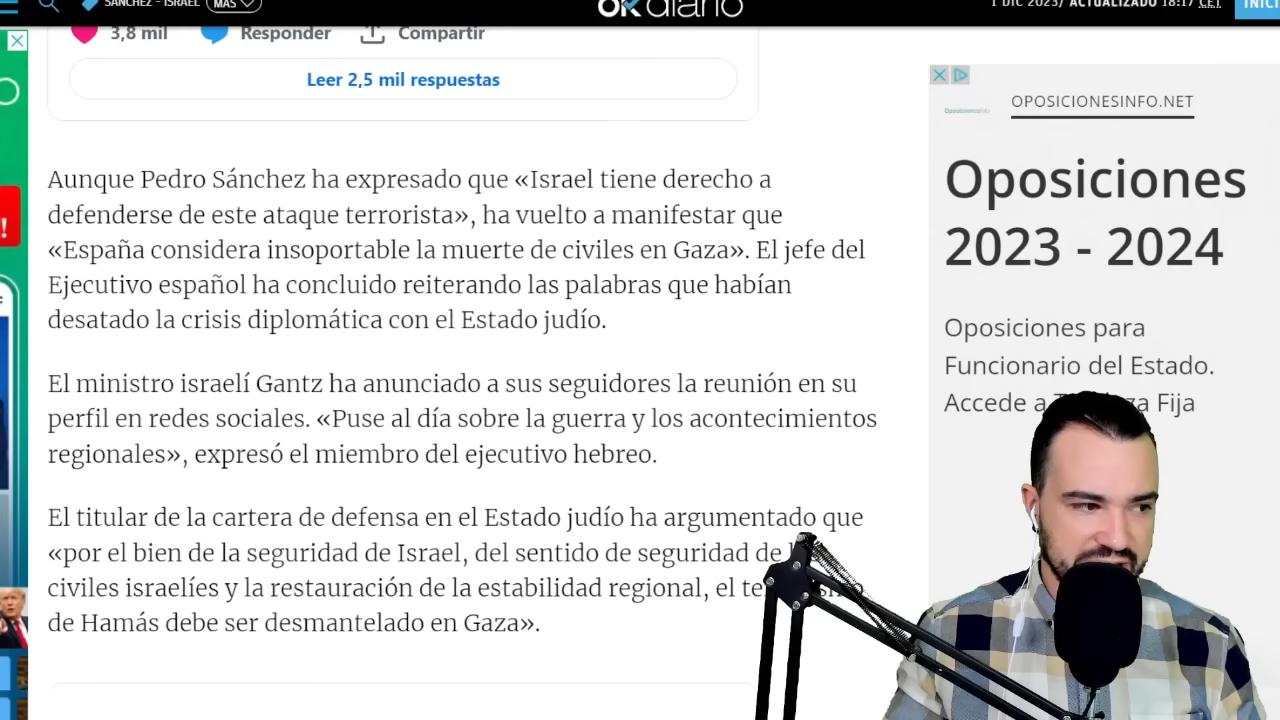 SÁNCHEZ - ISRAEL
MÁS
okdiario
1 DIC 2023/ ACTUALIZADO 18:17 CET
INICI
3,8 mil
Responder
Compartir
Leer 2,5 mil respuestas
Aunque Pedro Sánchez ha expresado que «Israel tiene derecho a
defenderse de este ataque terrorista», ha vuelto a manifestar que
«España considera insoportable la muerte de civiles en Gaza». El jefe del
Ejecutivo español ha concluido reiterando las palabras que habían
desatado la crisis diplomática con el Estado judío.
El ministro israelí Gantz ha anunciado a sus seguidores la reunión en su
perfil en redes sociales. «Puse al día sobre la guerra y los acontecimientos
regionales», expresó el miembro del ejecutivo hebreo.
El titular de la cartera de defensa en el Estado judío ha argumentado que
«por el bien de la seguridad de Israel, del sentido de seguridad de
civiles israelíes y la restauración de la estabilidad regional, el
de Hamás debe ser desmantelado en Gaza».
OPOSICIONESINFO.NET
Oposiciones
2023 - 2024
Oposiciones para
Funcionario del Estado.
Accede a Fija
!